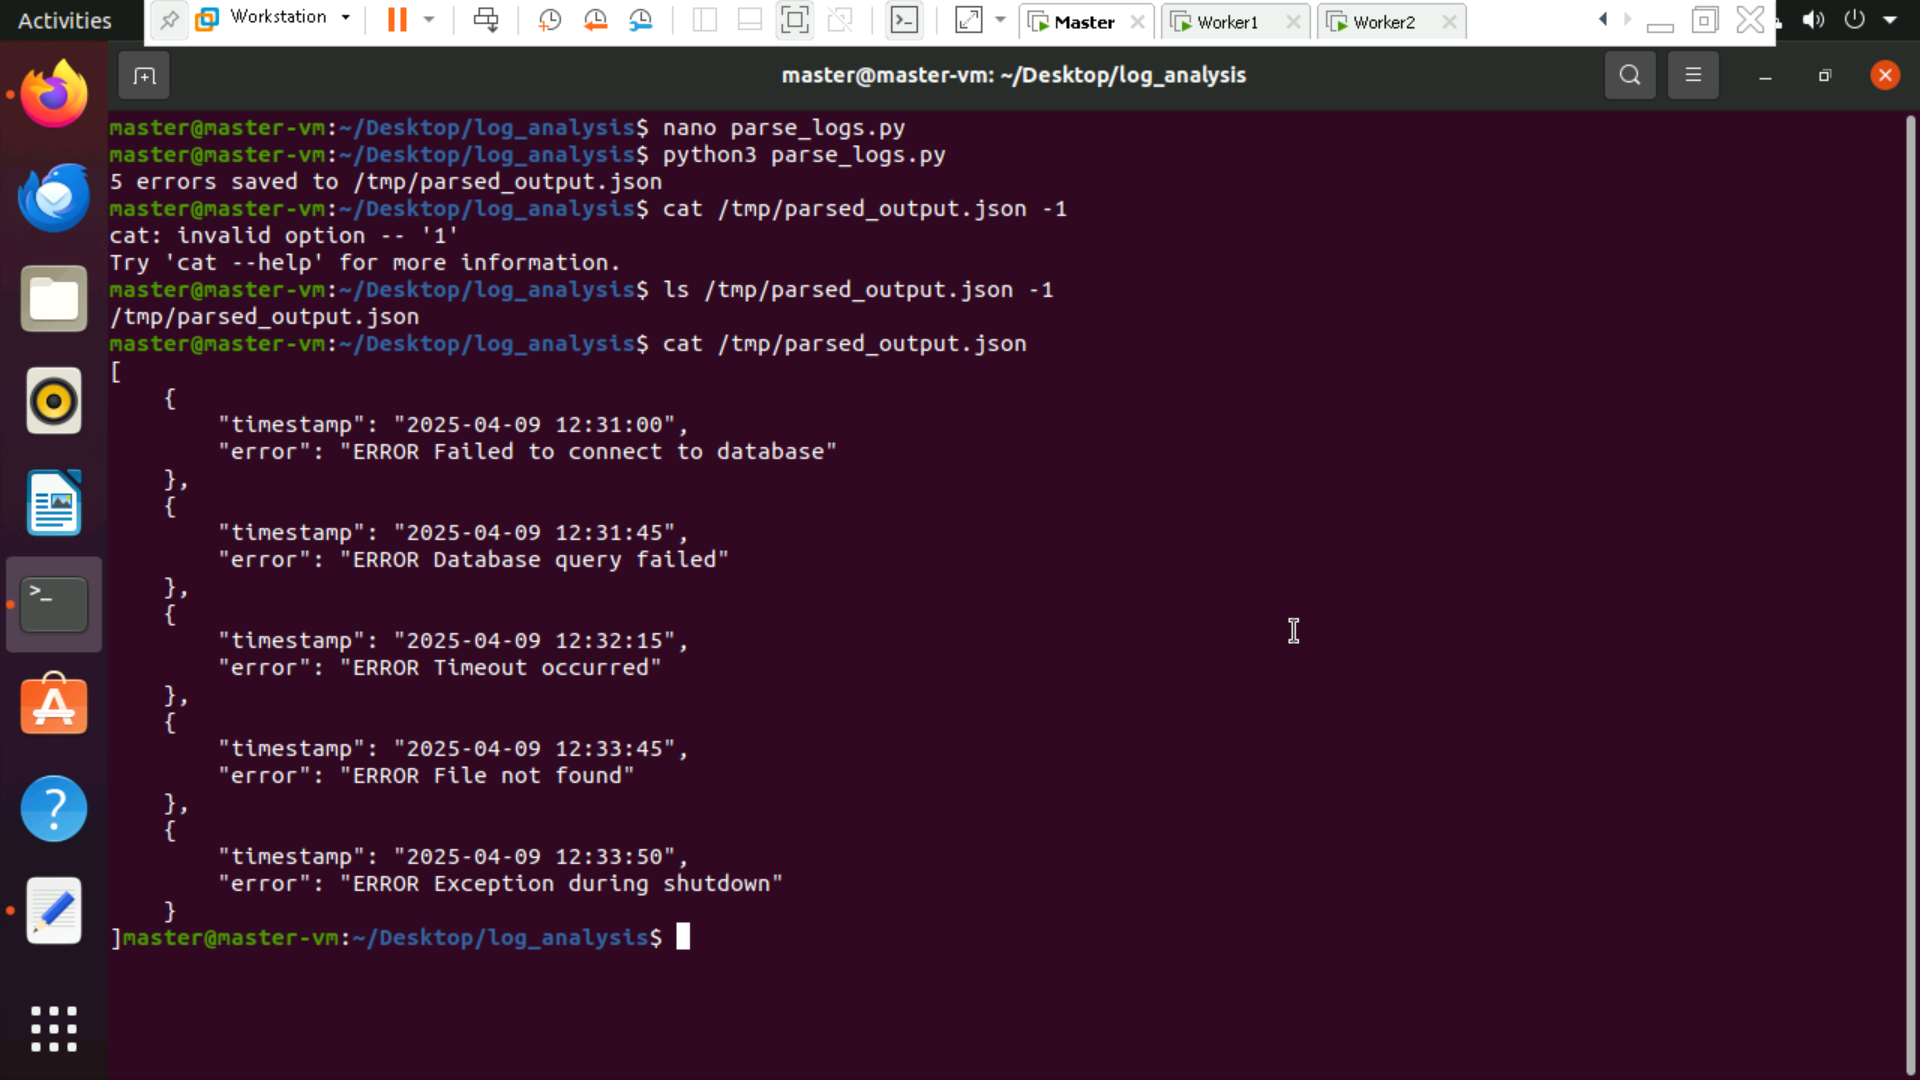 Activities
Workstation
Master
Worker1
Worker2
master@master-vm: ~/Desktop/log_analysis
master@master-vm:~/Desktop/log_analysis$ nano parse_logs.py
master@master-vm:~/Desktop/log_analysis$ python3 parse_logs.py
5 errors saved to /tmp/parsed_output.json
master@master-vm:~/Desktop/log_analysis$ cat /tmp/parsed_output.json -1
cat: invalid option -- '1'
Try 'cat --help' for more information.
master@master-vm:~/Desktop/log_analysis$ ls /tmp/parsed_output.json -1
/tmp/parsed_output.json
master@master-vm:~/Desktop/log_analysis$ cat /tmp/parsed_output.json
[
    {
        "timestamp": "2025-04-09 12:31:00",
        "error": "ERROR Failed to connect to database"
    },
    {
        "timestamp": "2025-04-09 12:31:45",
        "error": "ERROR Database query failed"
    },
    {
        "timestamp": "2025-04-09 12:32:15",
        "error": "ERROR Timeout occurred"
    },
    {
        "timestamp": "2025-04-09 12:33:45",
        "error": "ERROR File not found"
    },
    {
        "timestamp": "2025-04-09 12:33:50",
        "error": "ERROR Exception during shutdown"
    }
]master@master-vm:~/Desktop/log_analysis$